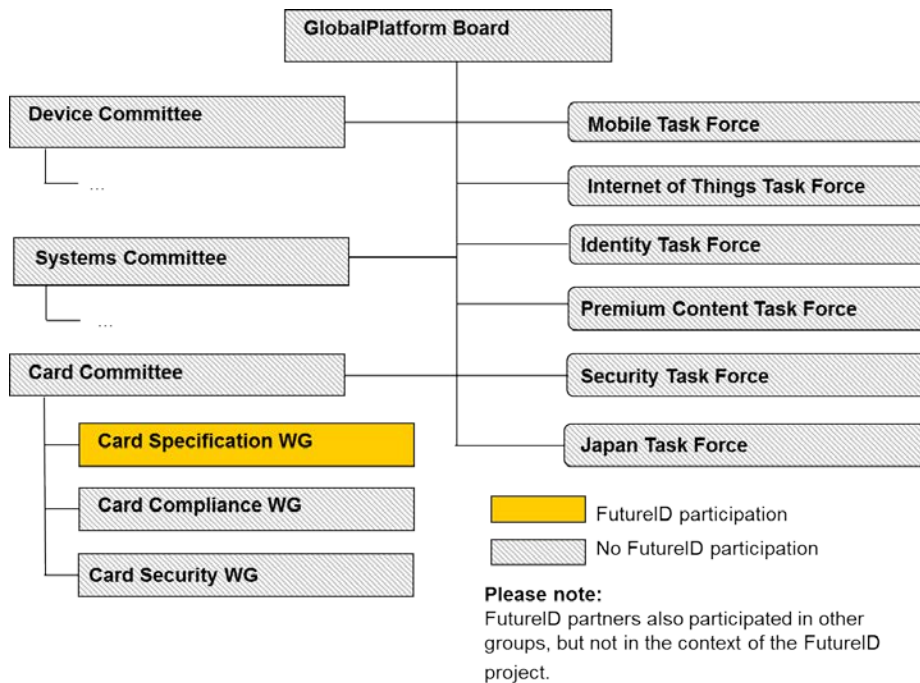 GlobalPlatform Board
Device Committee
...
Systems Committee
...
Card Committee
Card Specification WG
Card Compliance WG
Card Security WG
Mobile Task Force
Internet of Things Task Force
Identity Task Force
Premium Content Task Force
Security Task Force
Japan Task Force
FutureID participation
No FutureID participation
Please note:
FutureID partners also participated in other
groups, but not in the context of the FutureID
project.